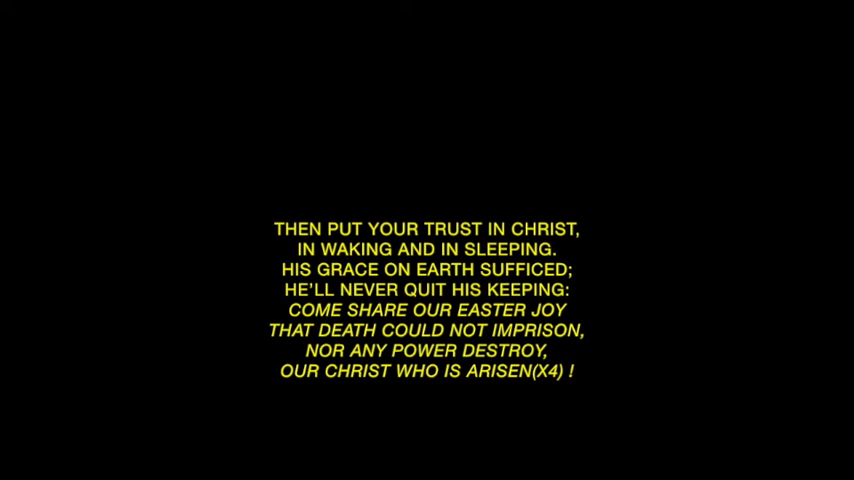 THEN PUT YOUR TRUST IN CHRIST,
IN WAKING AND IN SLEEPING.
HIS GRACE ON EARTH SUFFICED;
HE’LL NEVER QUIT HIS KEEPING:
COME SHARE OUR EASTER JOY
THAT DEATH COULD NOT IMPRISON,
NOR ANY POWER DESTROY,
OUR CHRIST WHO IS ARISEN(X4) !